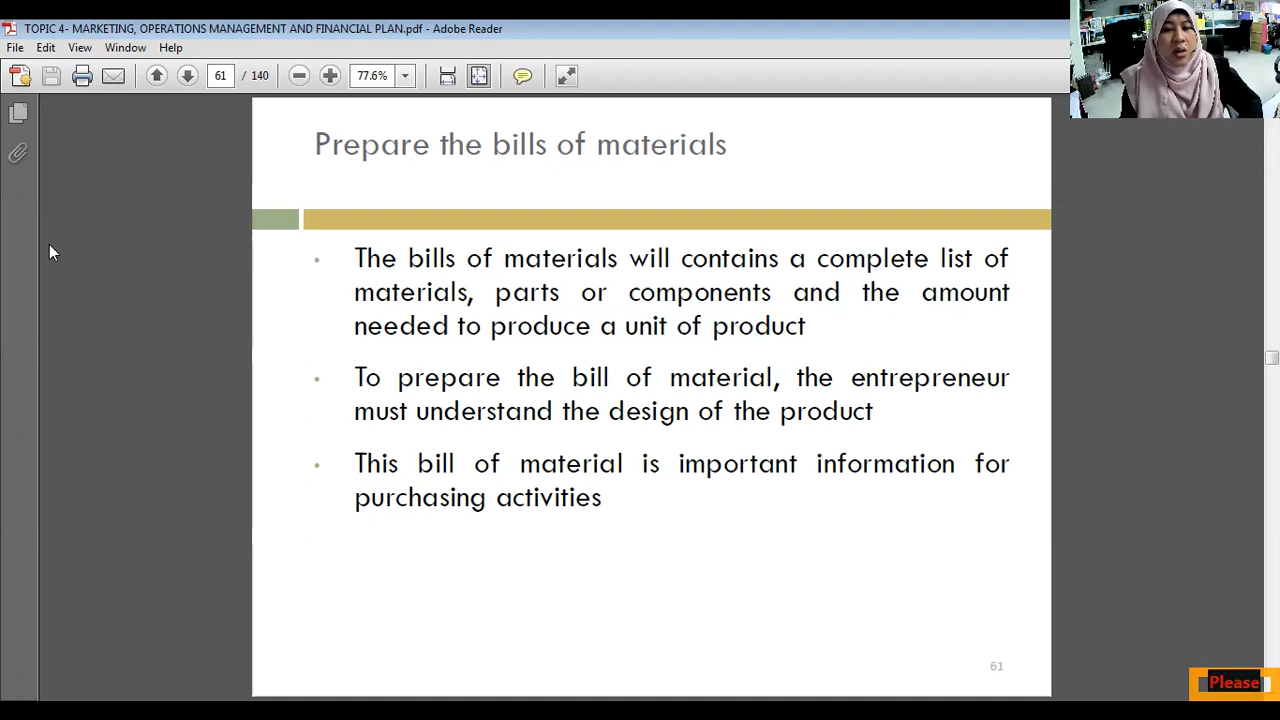 TOPIC 4- MARKETING, OPERATIONS MANAGEMENT AND FINANCIAL PLAN.pdf - Adobe Reader
File Edit View Window Help
61 / 140 77.6%
Prepare the bills of materials
• The bills of materials will contains a complete list of
materials, parts or components and the amount
needed to produce a unit of product
• To prepare the bill of material, the entrepreneur
must understand the design of the product
• This bill of material is important information for
purchasing activities
61
Please